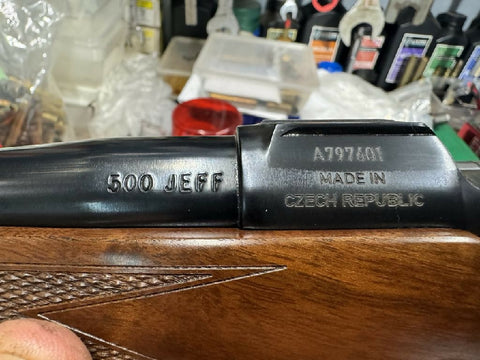 500 JEFF
A797601
MADE IN
CZECH REPUBLIC